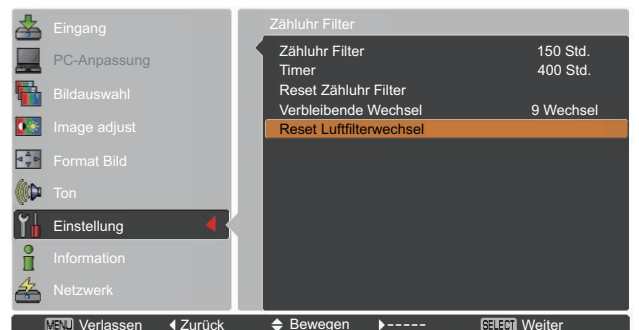 Eingang
PC-Anpassung
Bildauswahl
Image adjust
Format Bild
Ton
Einstellung
Information
Netzwerk
Zähluhr Filter
Zähluhr Filter 150 Std.
Timer 400 Std.
Reset Zähluhr Filter
Verbleibende Wechsel 9 Wechsel
Reset Luftfilterwechsel
MENU Verlassen Zurück Bewegen ----- SELECT Weiter